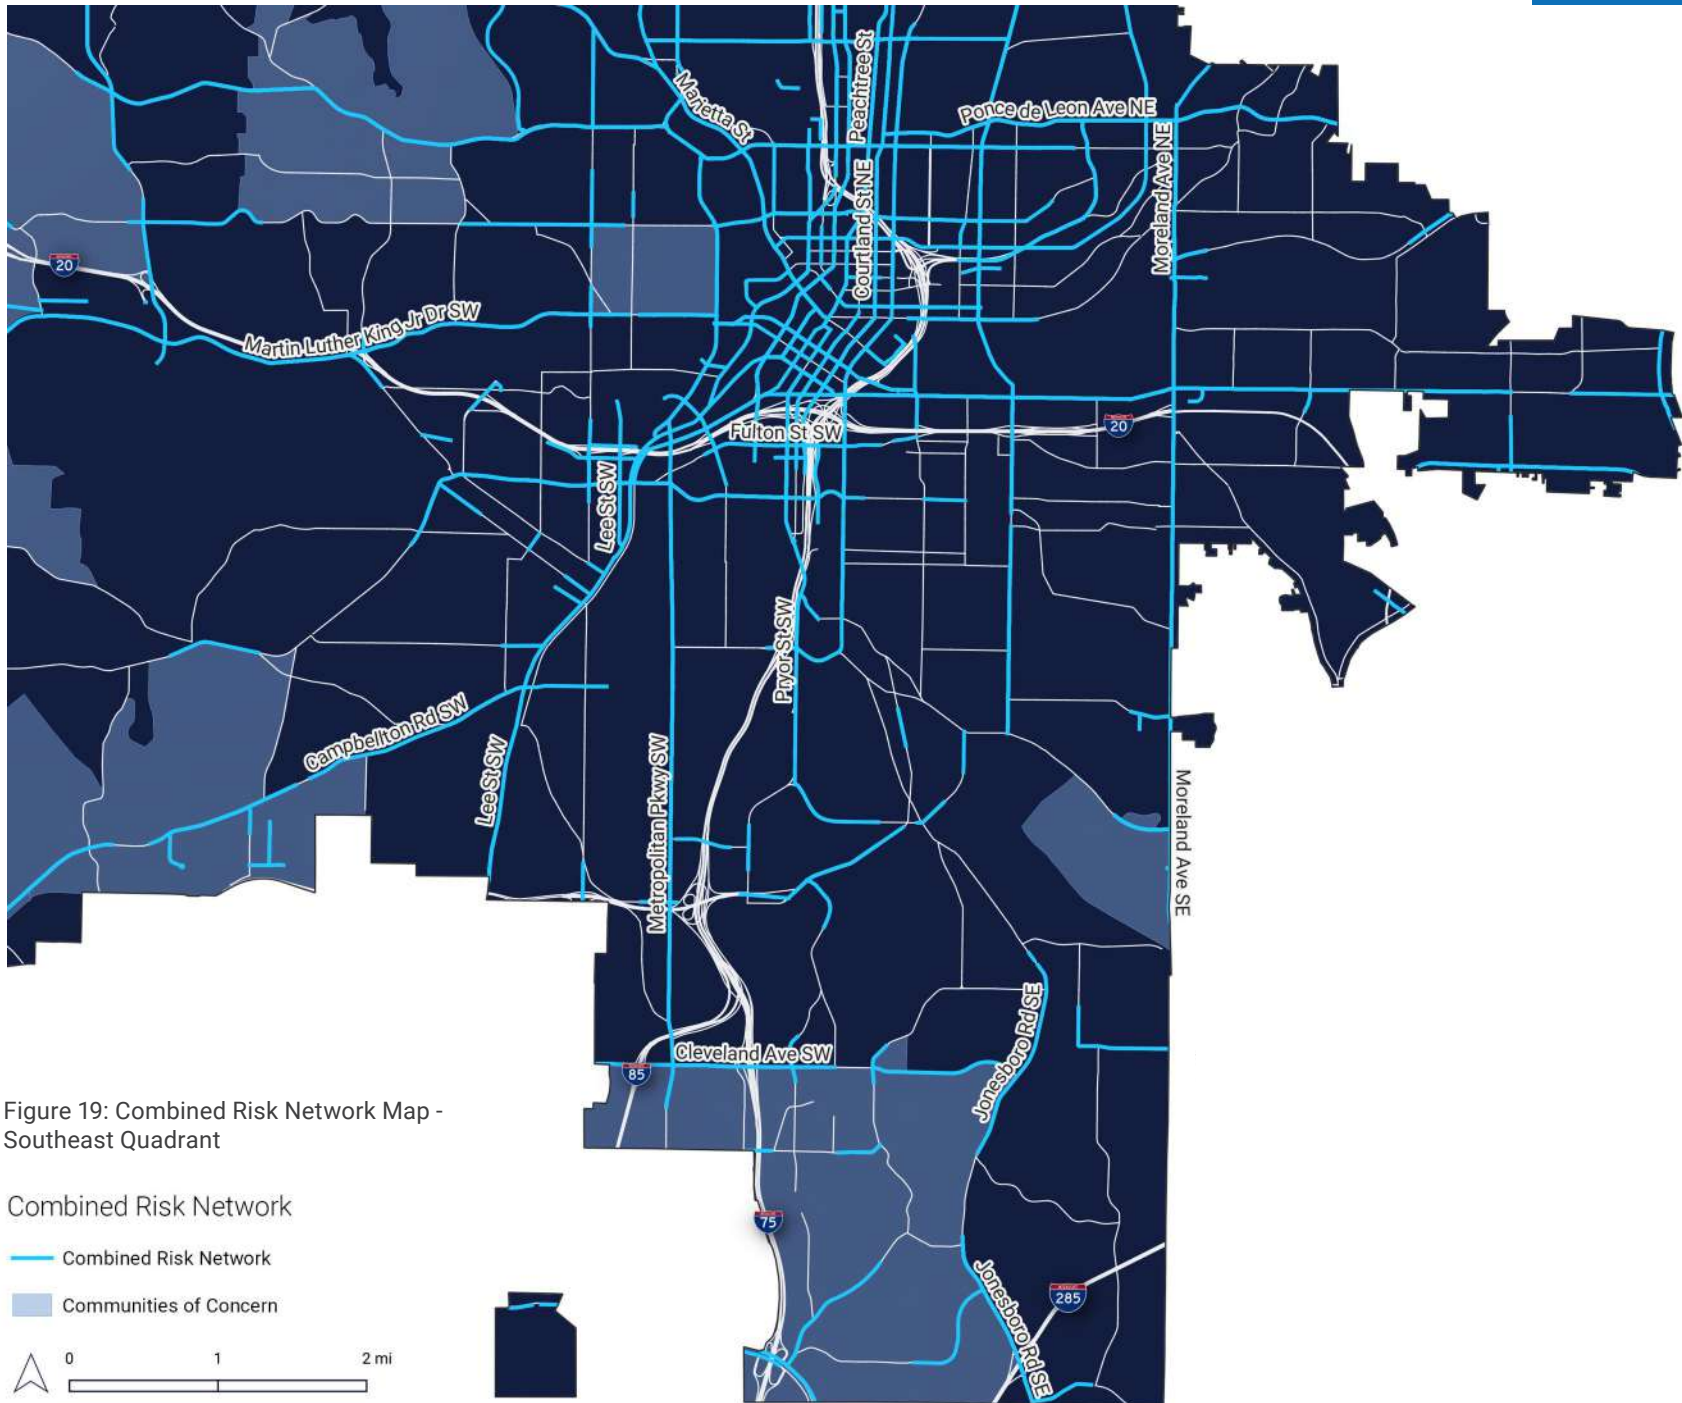 Peachtree St
Marietta St
Ponce de Leon Ave NE
Moreland Ave NE
Courtland St NE
20
Martin Luther King Jr Dr SW
Fulton St SW
20
Lee St SW
Pryor St SW
Campbellton Rd SW
Lee St SW
Metropolitan Pkwy SW
Moreland Ave SE
Jonesboro Rd SE
Cleveland Ave SW
85
75
Jonesboro Rd SE
285
Figure 19: Combined Risk Network Map -
Southeast Quadrant
Combined Risk Network
Combined Risk Network
Communities of Concern
0 1 2 mi